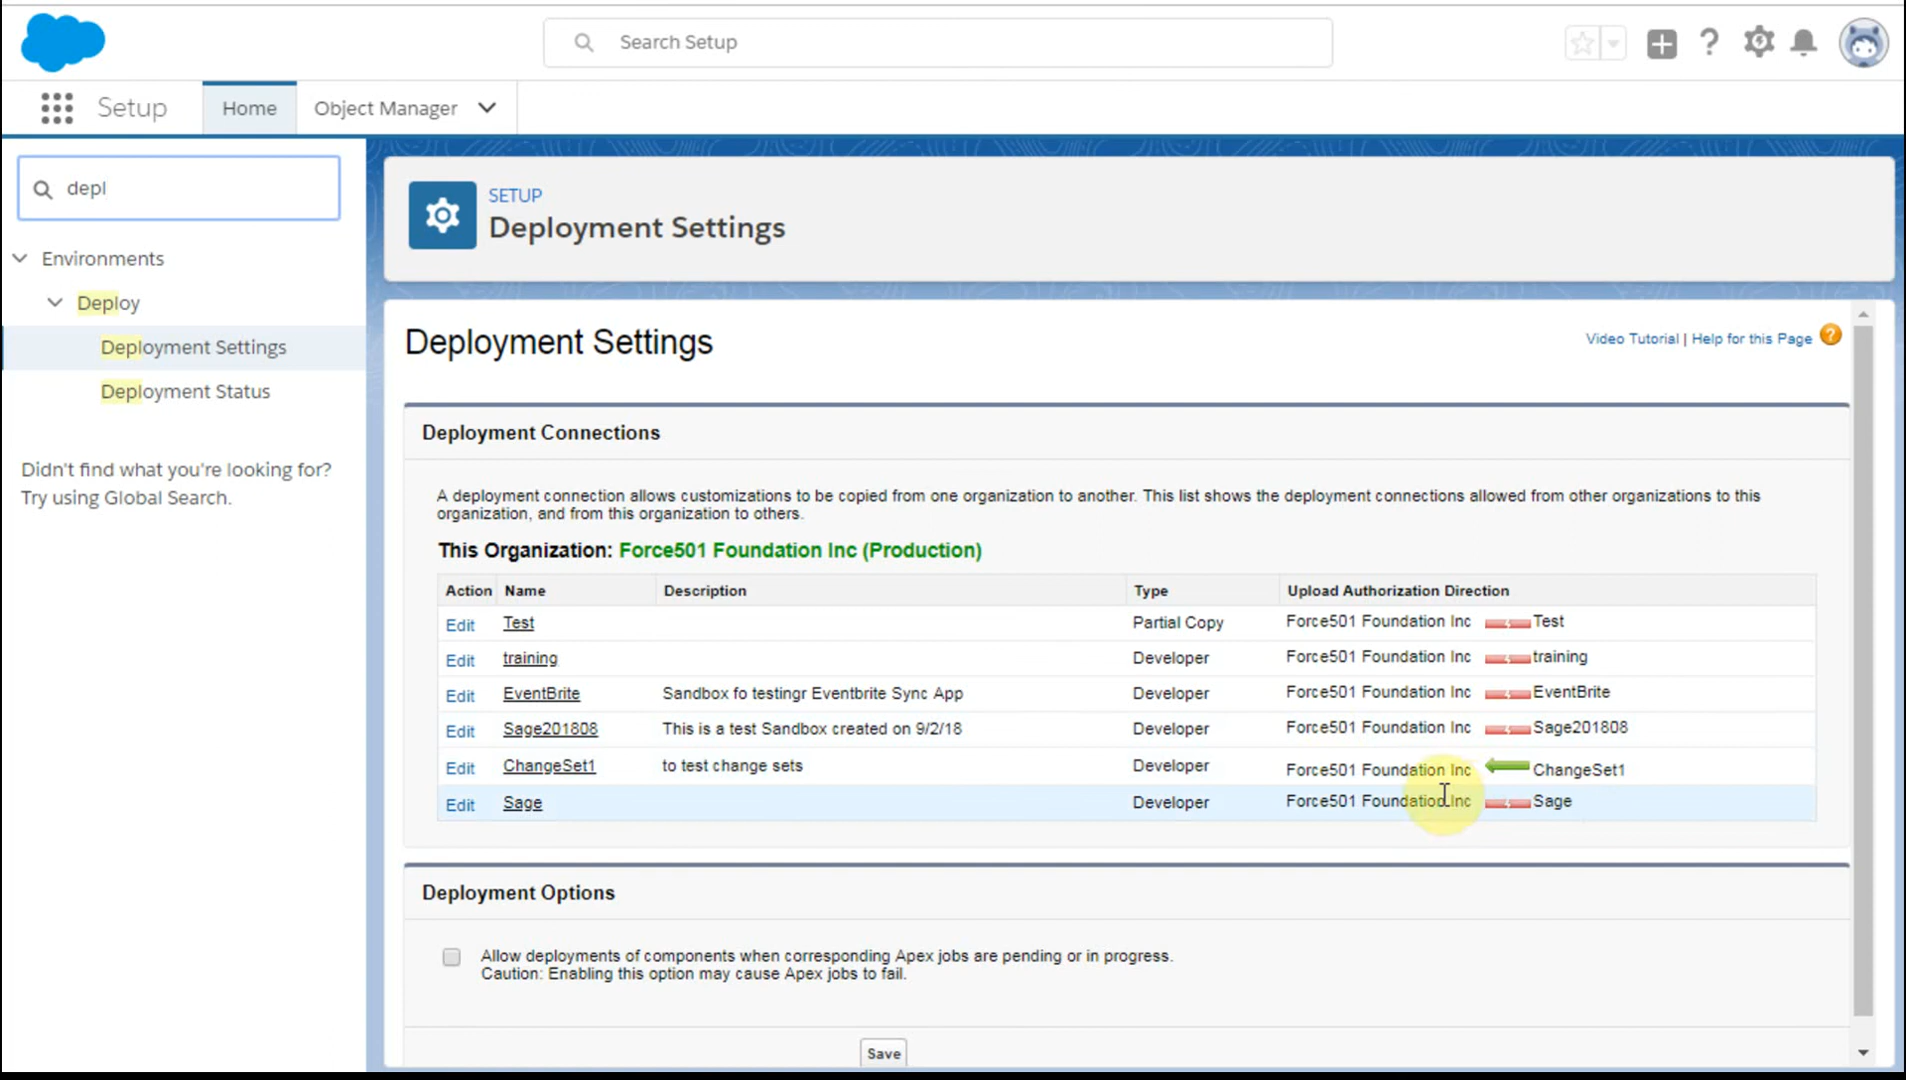 Search Setup
Setup
Home
Object Manager
depl
Environments
Deploy
Deployment Settings
Deployment Status
Didn't find what you're looking for?
Try using Global Search.
SETUP
Deployment Settings
Deployment Settings
Video Tutorial | Help for this Page
Deployment Connections
A deployment connection allows customizations to be copied from one organization to another. This list shows the deployment connections allowed from other organizations to this
organization, and from this organization to others.
This Organization: Force501 Foundation Inc (Production)
Action Name Description Type Upload Authorization Direction
Edit Test Partial Copy Force501 Foundation Inc Test
Edit training Developer Force501 Foundation Inc training
Edit EventBrite Sandbox fo testingr Eventbrite Sync App Developer Force501 Foundation Inc EventBrite
Edit Sage201808 This is a test Sandbox created on 9/2/18 Developer Force501 Foundation Inc Sage201808
Edit ChangeSet1 to test change sets Developer Force501 Foundation Inc ChangeSet1
Edit Sage Developer Force501 Foundation Inc Sage
Deployment Options
Allow deployments of components when corresponding Apex jobs are pending or in progress.
Caution: Enabling this option may cause Apex jobs to fail.
Save